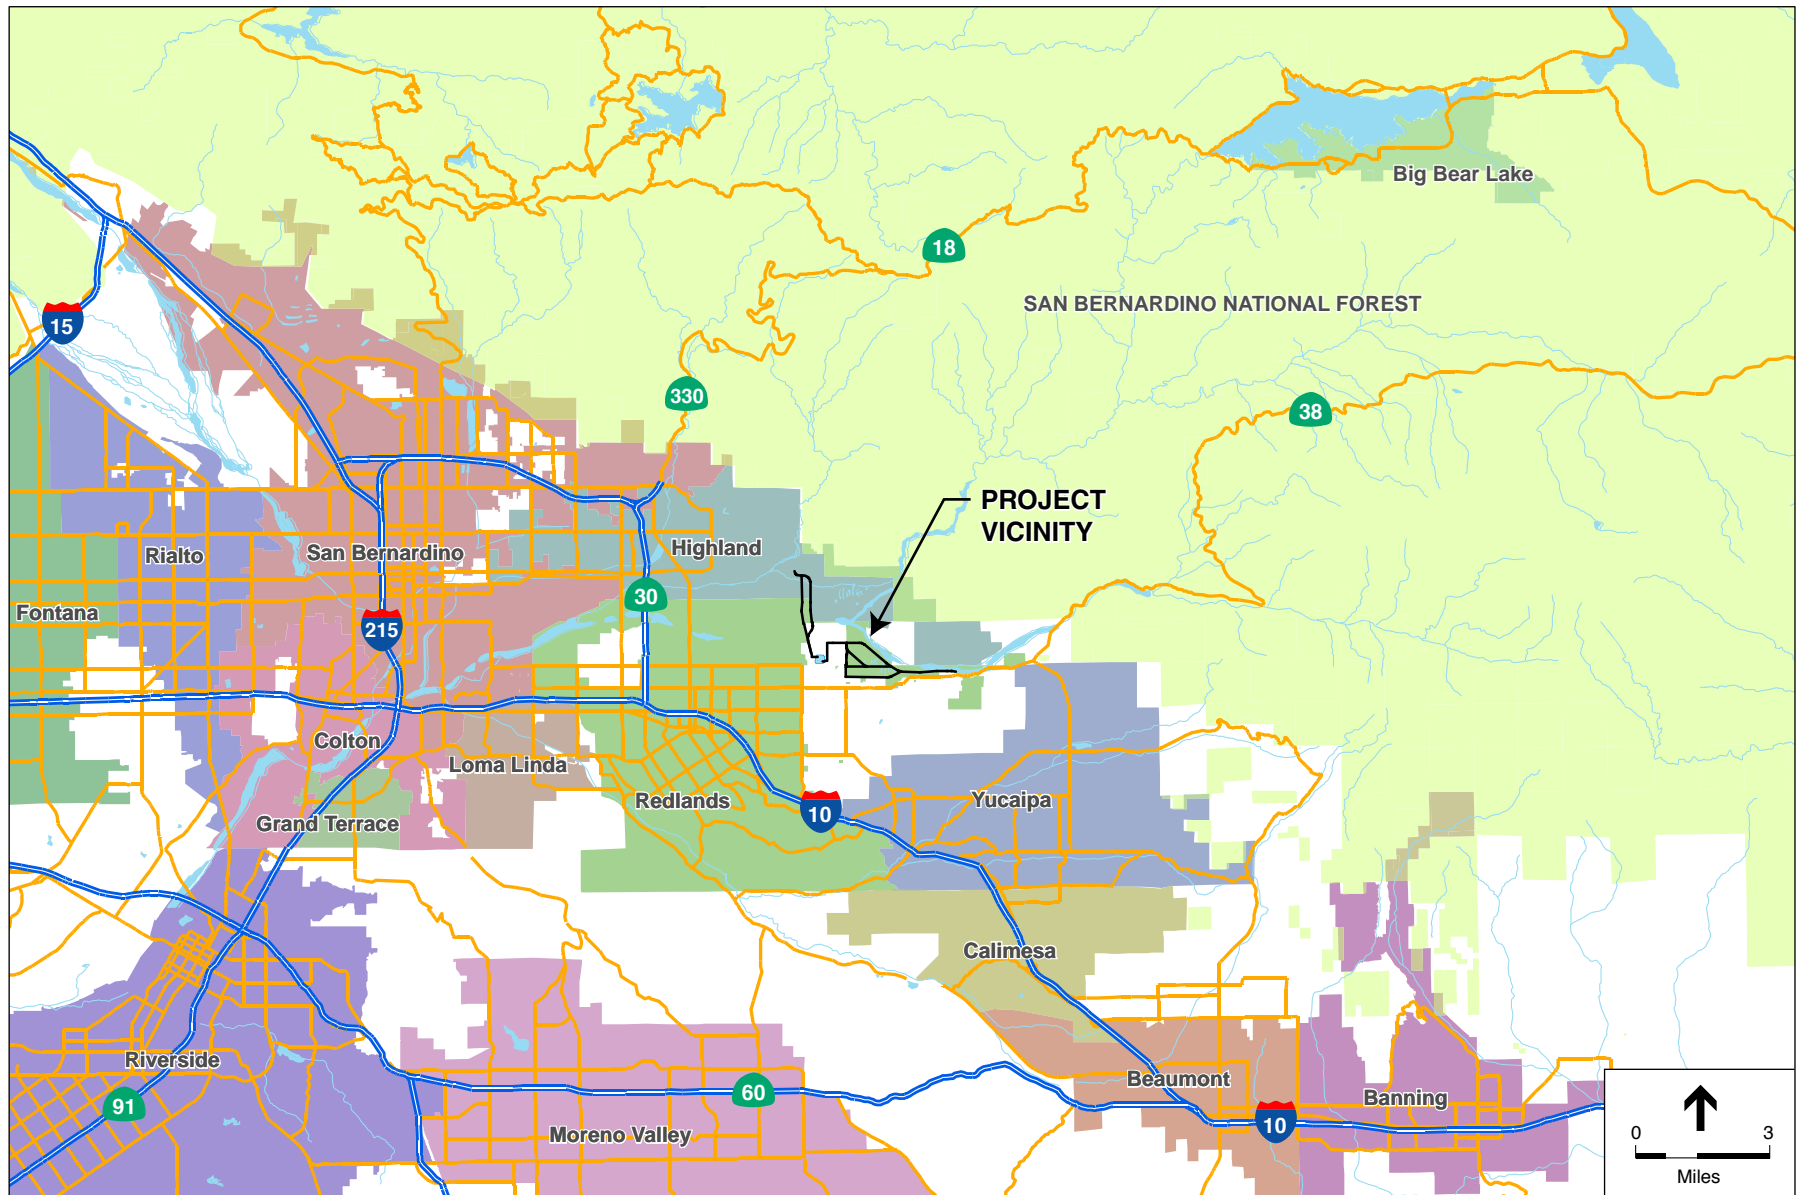 Big Bear Lake
18
SAN BERNARDINO NATIONAL FOREST
15
330
38
PROJECT
VICINITY
Highland
San Bernardino
Rialto
30
Fontana
215
Colton
Loma Linda
Redlands
Yucaipa
10
Grand Terrace
Calimesa
Riverside
Beaumont
60
Banning
91
10
Moreno Valley
0 3
Miles